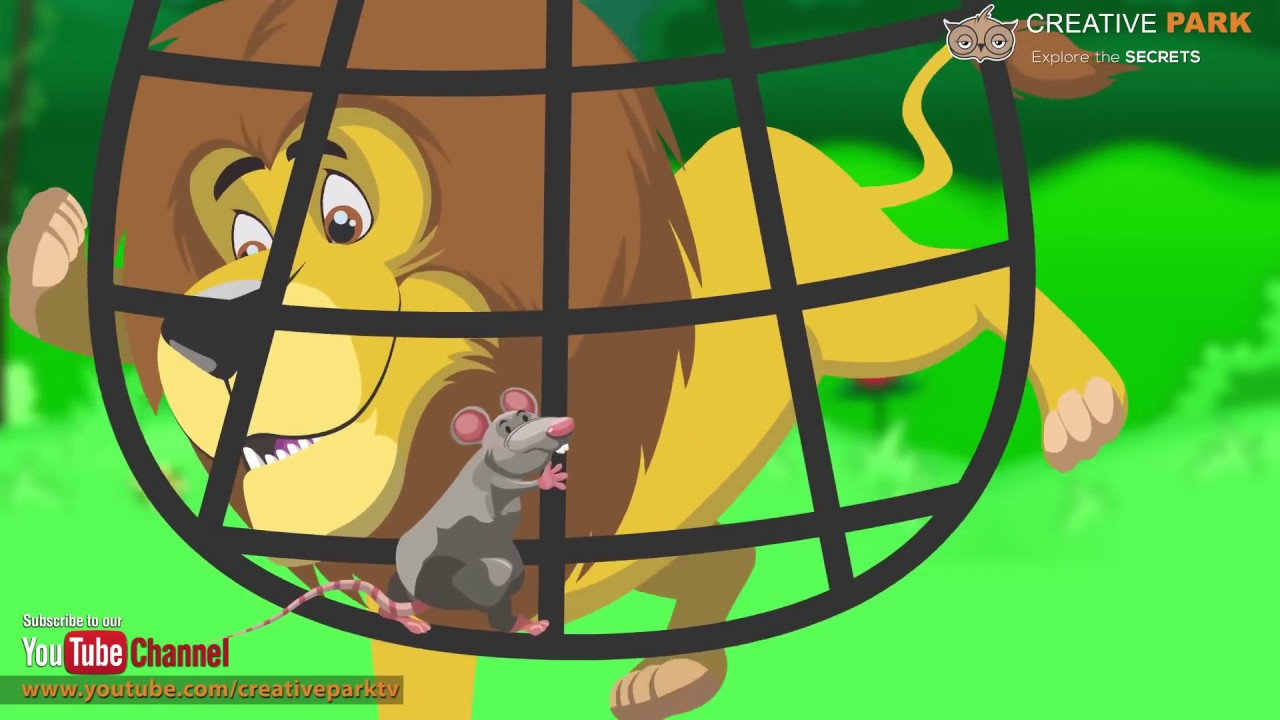 CREATIVE PARK
Explore the SECRETS
Subscribe to our
YouTube Channel
www.youtube.com/creativeparktv